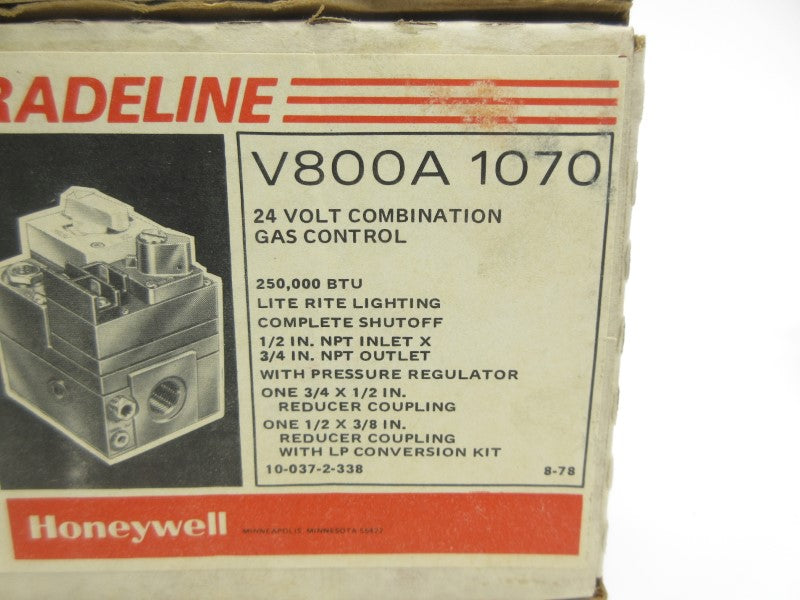 RADELINE
V800A 1070
24 VOLT COMBINATION
GAS CONTROL
250,000 BTU
LITE RITE LIGHTING
COMPLETE SHUTOFF
1/2 IN. NPT INLET X
3/4 IN. NPT OUTLET
WITH PRESSURE REGULATOR
ONE 3/4 X 1/2 IN.
REDUCER COUPLING
ONE 1/2 X 3/8 IN.
REDUCER COUPLING
WITH LP CONVERSION KIT
10-037-2-338 8-78
Honeywell MINNEAPOLIS, MINNESOTA 55422